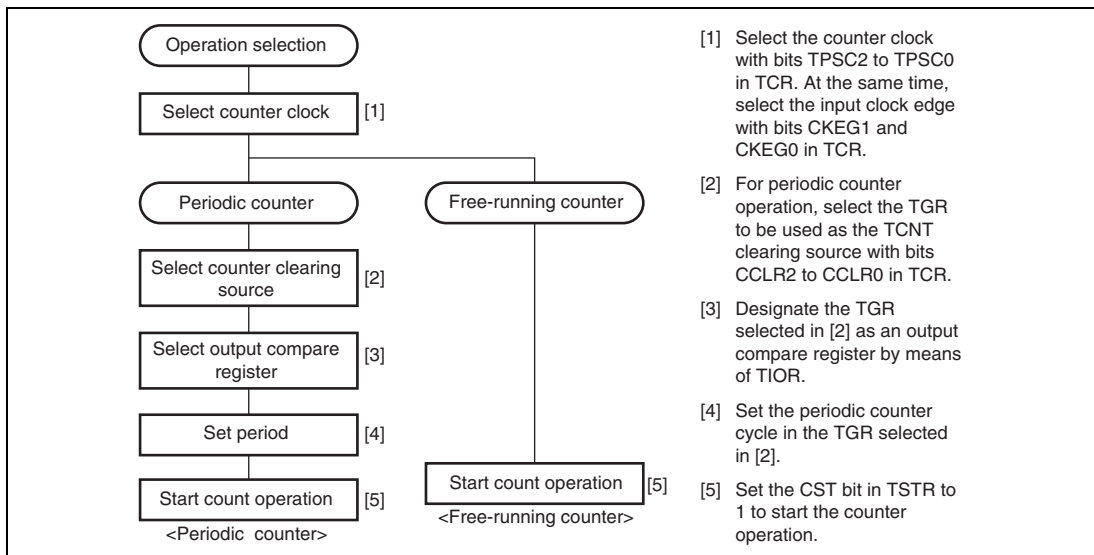 Operation selection
Select counter clock
[1]
Periodic counter
Free-running counter
Select counter clearing
source
[2]
Select output compare
register
[3]
Set period
[4]
Start count operation
[5]
<Periodic counter>
Start count operation
[5]
<Free-running counter>
[1] Select the counter clock
with bits TPSC2 to TPSC0
in TCR. At the same time,
select the input clock edge
with bits CKEG1 and
CKEG0 in TCR.
[2] For periodic counter
operation, select the TGR
to be used as the TCNT
clearing source with bits
CCLR2 to CCLR0 in TCR.
[3] Designate the TGR
selected in [2] as an output
compare register by means
of TIOR.
[4] Set the periodic counter
cycle in the TGR selected
in [2].
[5] Set the CST bit in TSTR to
1 to start the counter
operation.